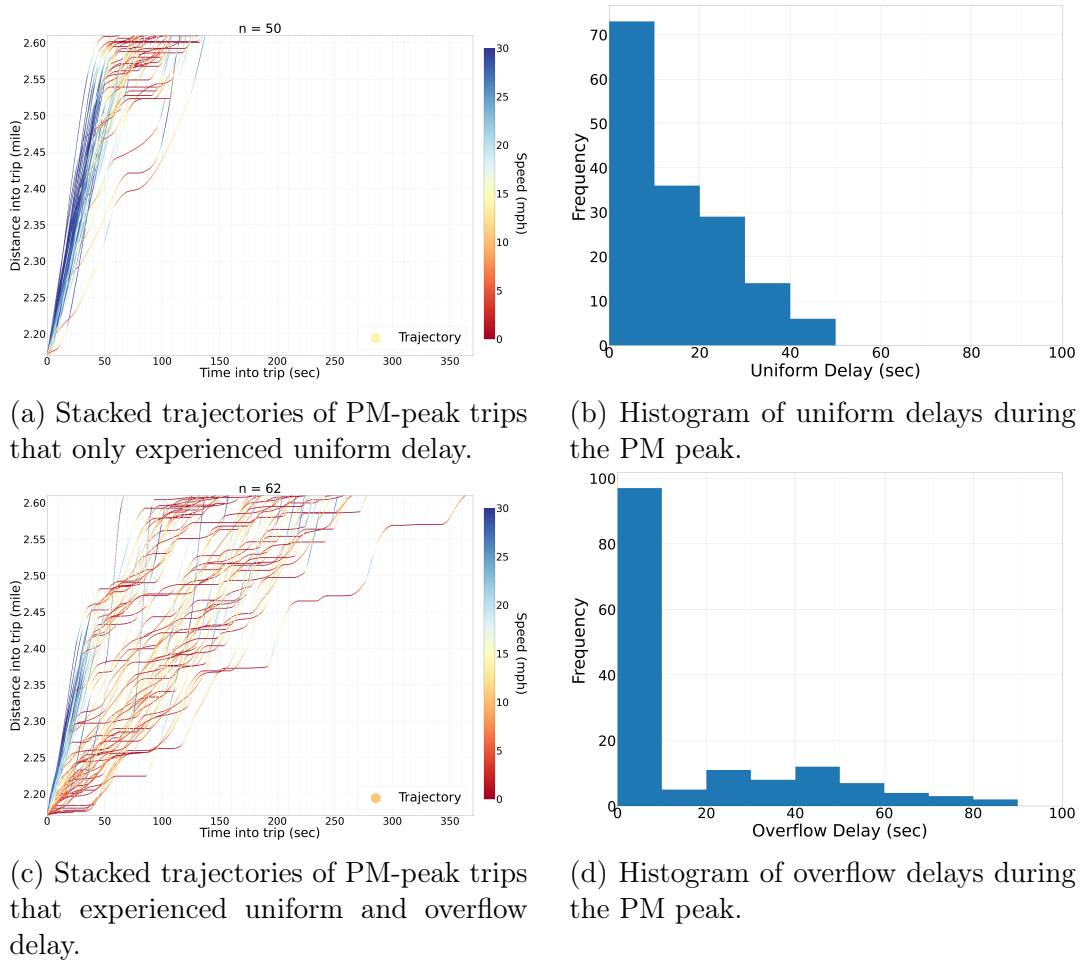 n = 50
2.60
2.55
2.50
2.45
2.40
2.35
2.30
2.25
2.20
Distance into trip (mile)
0 50 100 150 200 250 300 350
Time into trip (sec)
Trajectory
30
25
20
15
10
5
0
Speed (mph)
70
60
50
40
30
20
10
0
Frequency
0 20 40 60 80 100
Uniform Delay (sec)
(a) Stacked trajectories of PM-peak trips
that only experienced uniform delay.
(b) Histogram of uniform delays during
the PM peak.
n = 62
2.60
2.55
2.50
2.45
2.40
2.35
2.30
2.25
2.20
Distance into trip (mile)
0 50 100 150 200 250 300 350
Time into trip (sec)
Trajectory
30
25
20
15
10
5
0
Speed (mph)
100
80
60
40
20
0
Frequency
0 20 40 60 80 100
Overflow Delay (sec)
(c) Stacked trajectories of PM-peak trips
that experienced uniform and overflow
delay.
(d) Histogram of overflow delays during
the PM peak.